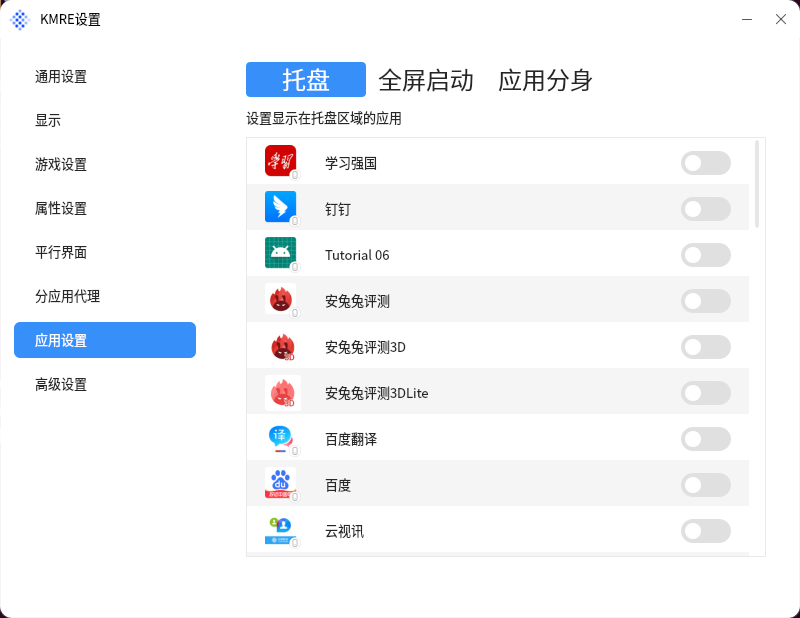 KMRE设置
通用设置
显示
游戏设置
属性设置
平行界面
分应用代理
应用设置
高级设置
托盘 全屏启动 应用分身
设置显示在托盘区域的应用
学习强国
钉钉
Tutorial 06
安兔兔评测
安兔兔评测3D
安兔兔评测3DLite
百度翻译
百度
云视讯